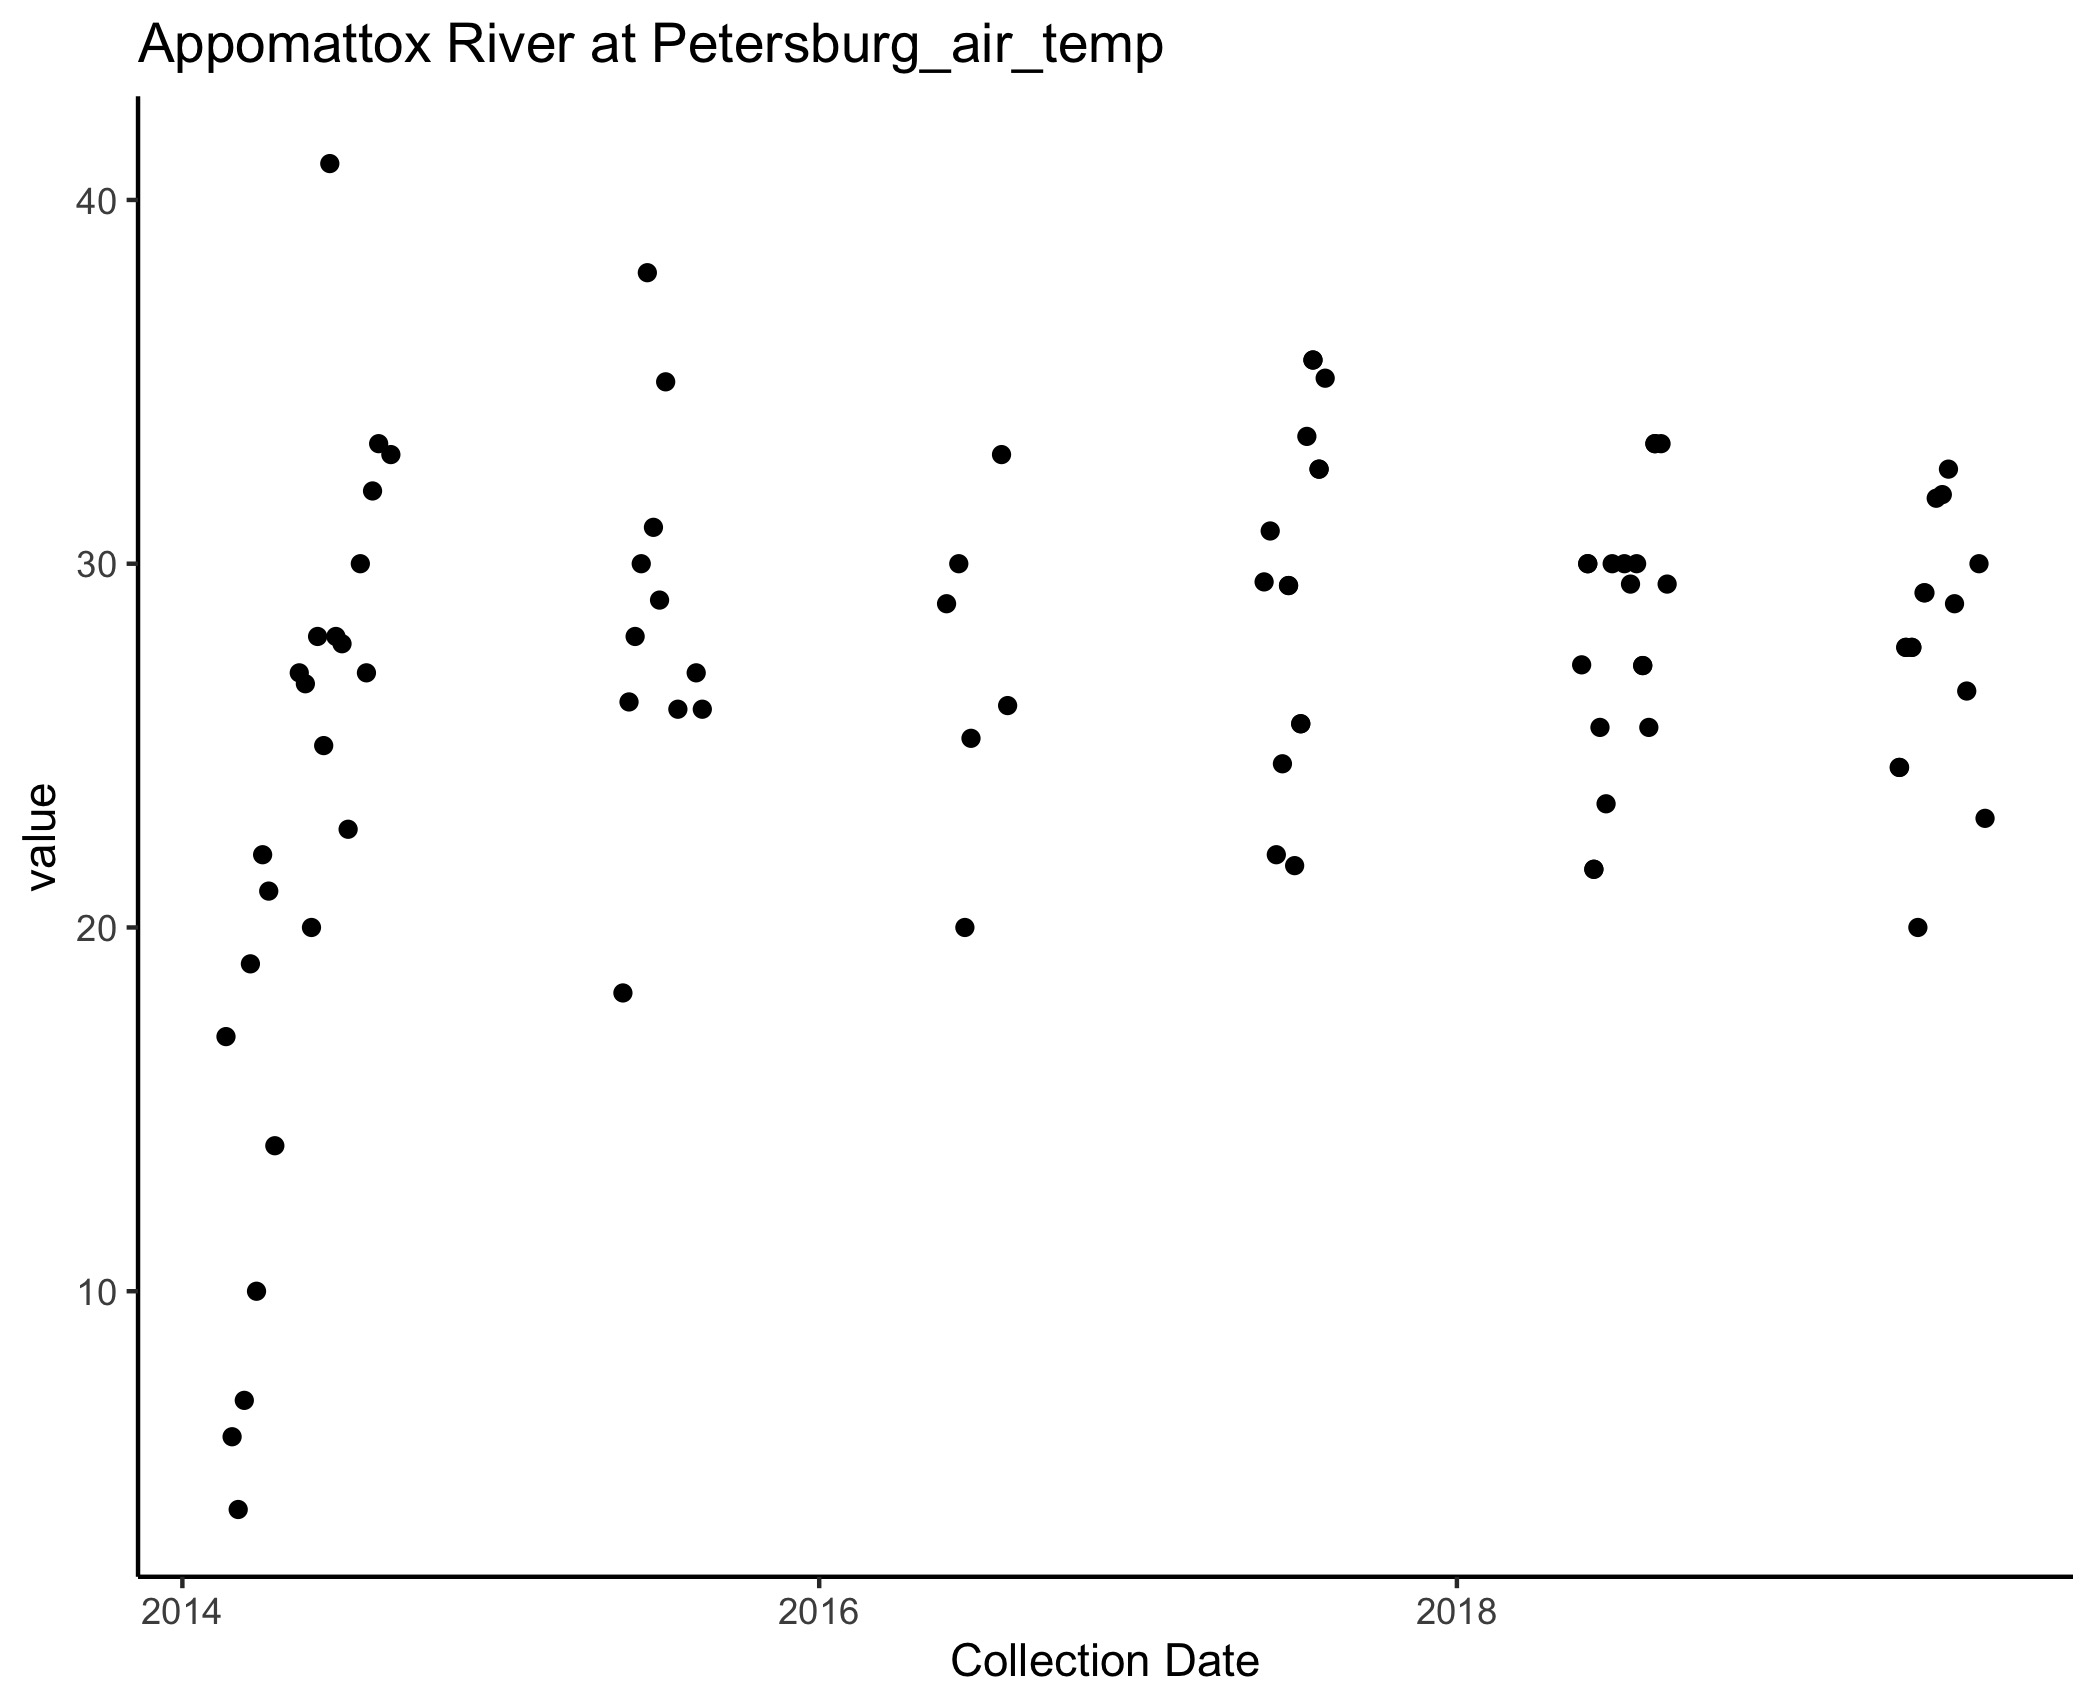 Appomattox River at Petersburg_air_temp
40
30
20
10
value
2014
2016
2018
Collection Date